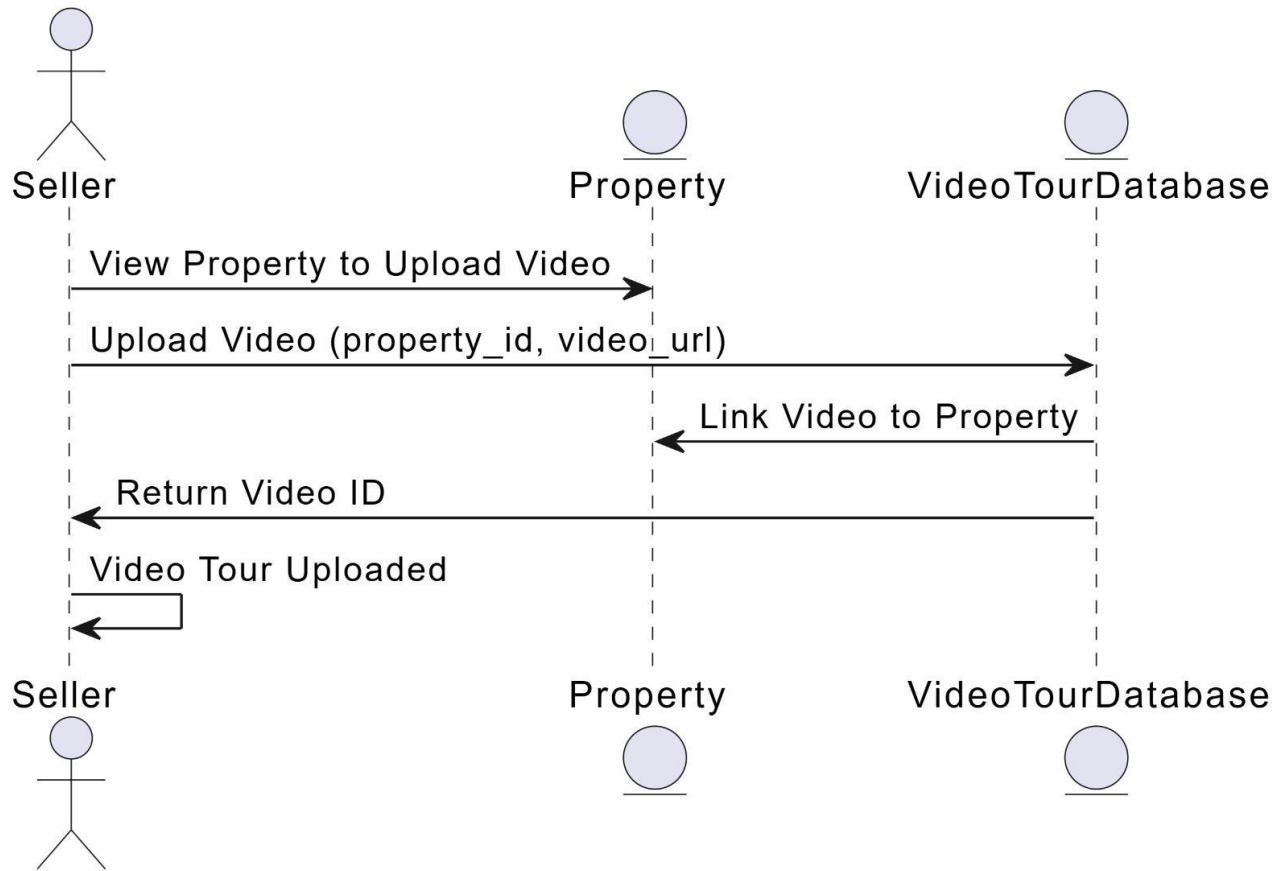 Seller
Property
VideoTourDatabase
View Property to Upload Video
Upload Video (property_id, video_url)
Link Video to Property
Return Video ID
Video Tour Uploaded
Seller
Property
VideoTourDatabase